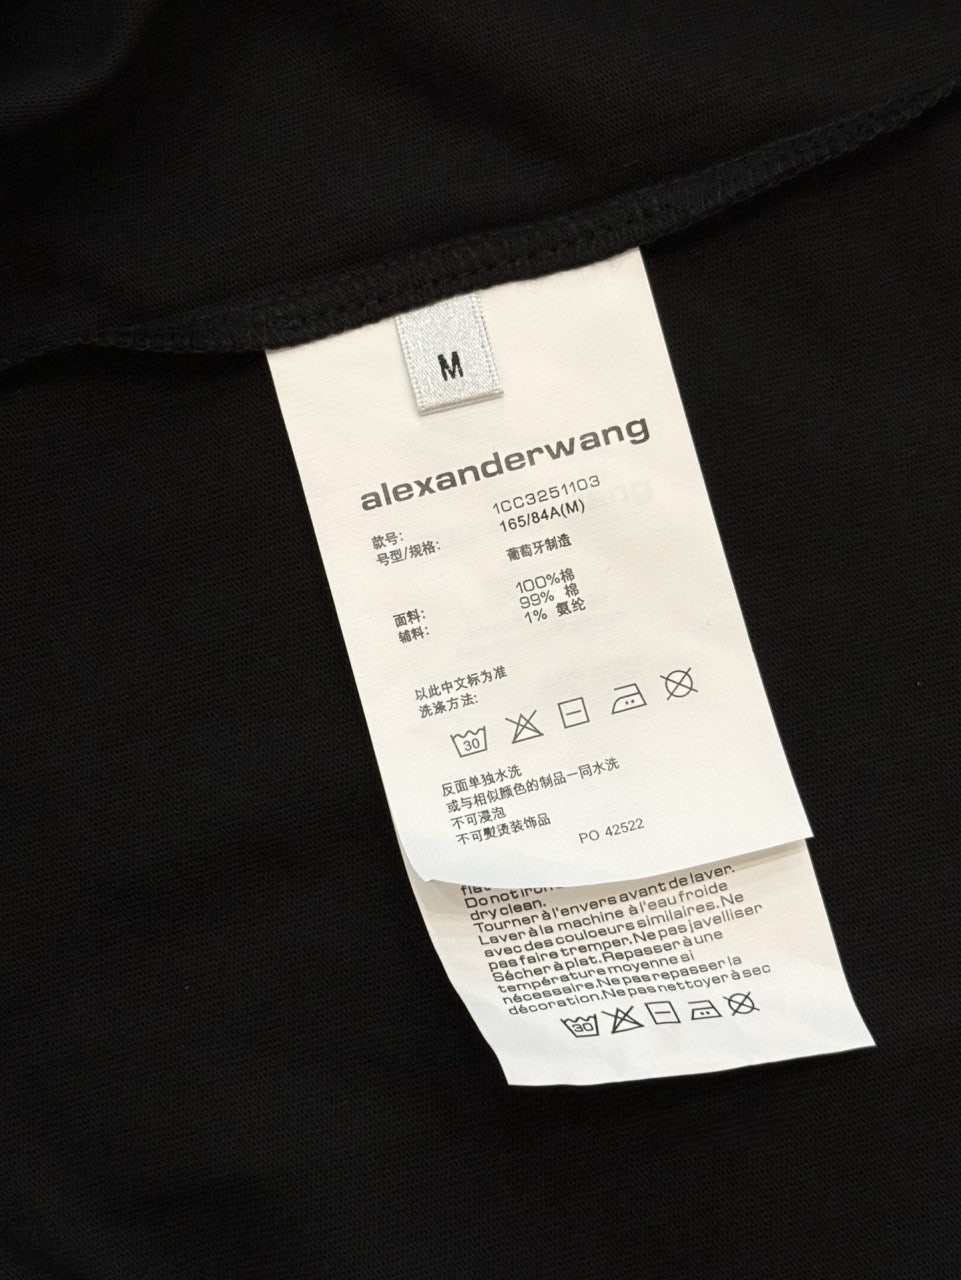 M
alexanderwang
款号: 1CC3251103
号型/规格: 165/84A(M)
葡萄牙制造
面料: 100%棉
辅料: 99% 棉
1% 氨纶
以此中文标为准
洗涤方法:
30
反面单独水洗
或与相似颜色的制品一同水洗
不可浸泡
不可熨烫装饰品
PO 42522
Do not iron
dry clean.
Tourner à l'envers avant de laver.
Laver à la machine à l'eau froide
avec des couloeurs similaires. Ne
pas faire tremper. Ne pas javelliser
Sécher à plat. Repasser à une
température moyenne si
nécessaire. Ne pas repasser la
décoration. Ne pas nettoyer à sec
30